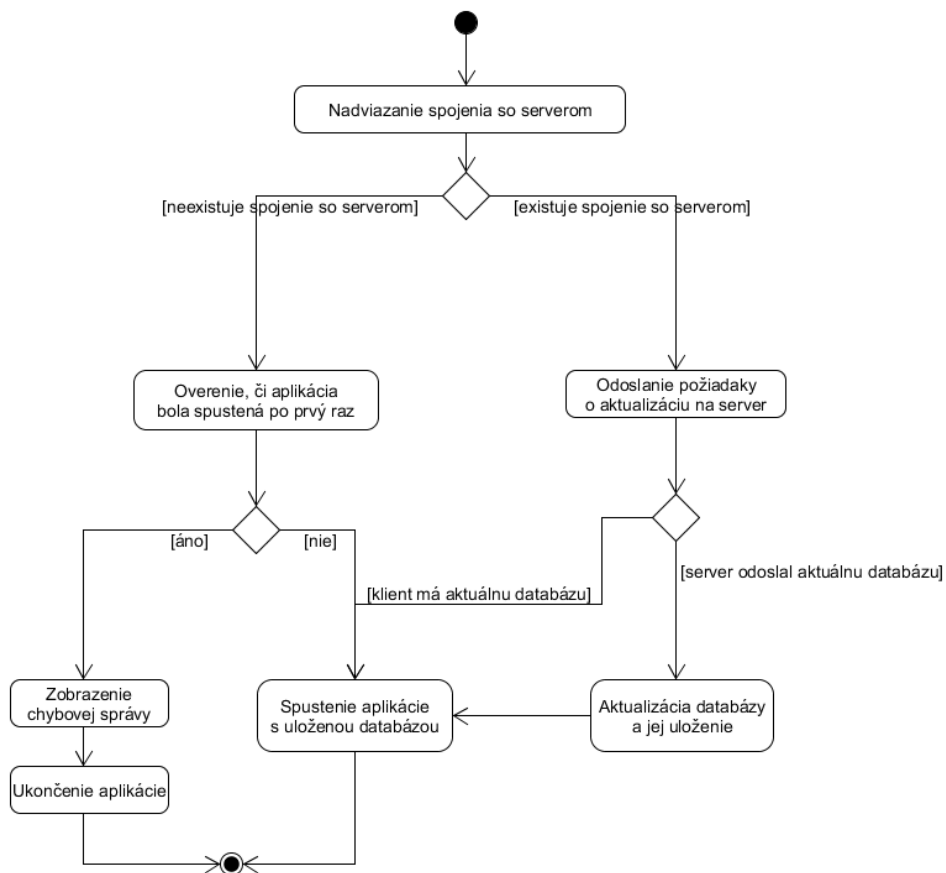 Nadviazanie spojenia so serverom
[neexistuje spojenie so serverom]
[existuje spojenie so serverom]
Overenie, či aplikácia
bola spustená po prvý raz
Odoslanie požiadaky
o aktualizáciu na server
[áno]
[nie]
[server odoslal aktuálnu databázu]
[klient má aktuálnu databázu]
Zobrazenie
chybovej správy
Spustenie aplikácie
s uloženou databázou
Aktualizácia databázy
a jej uloženie
Ukončenie aplikácie